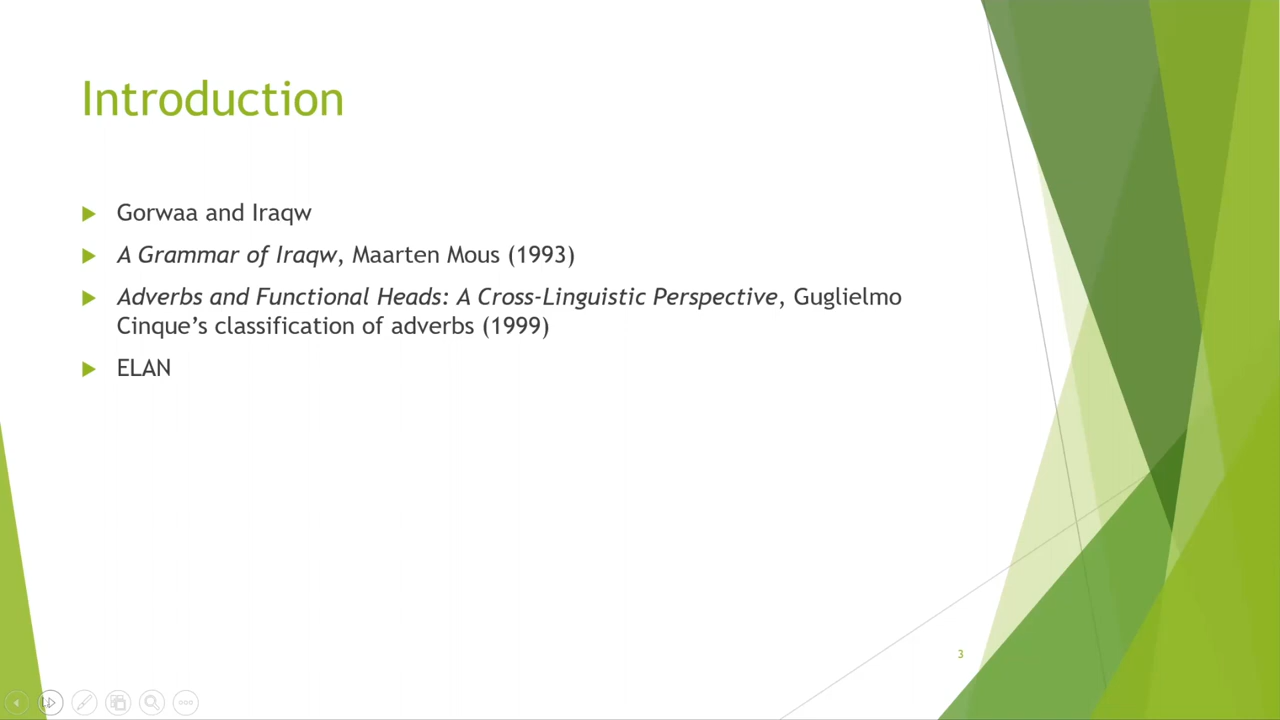 Introduction
Gorwaa and Iraqw
A Grammar of Iraqw, Maarten Mous (1993)
Adverbs and Functional Heads: A Cross-Linguistic Perspective, Guglielmo
Cinque’s classification of adverbs (1999)
ELAN
3